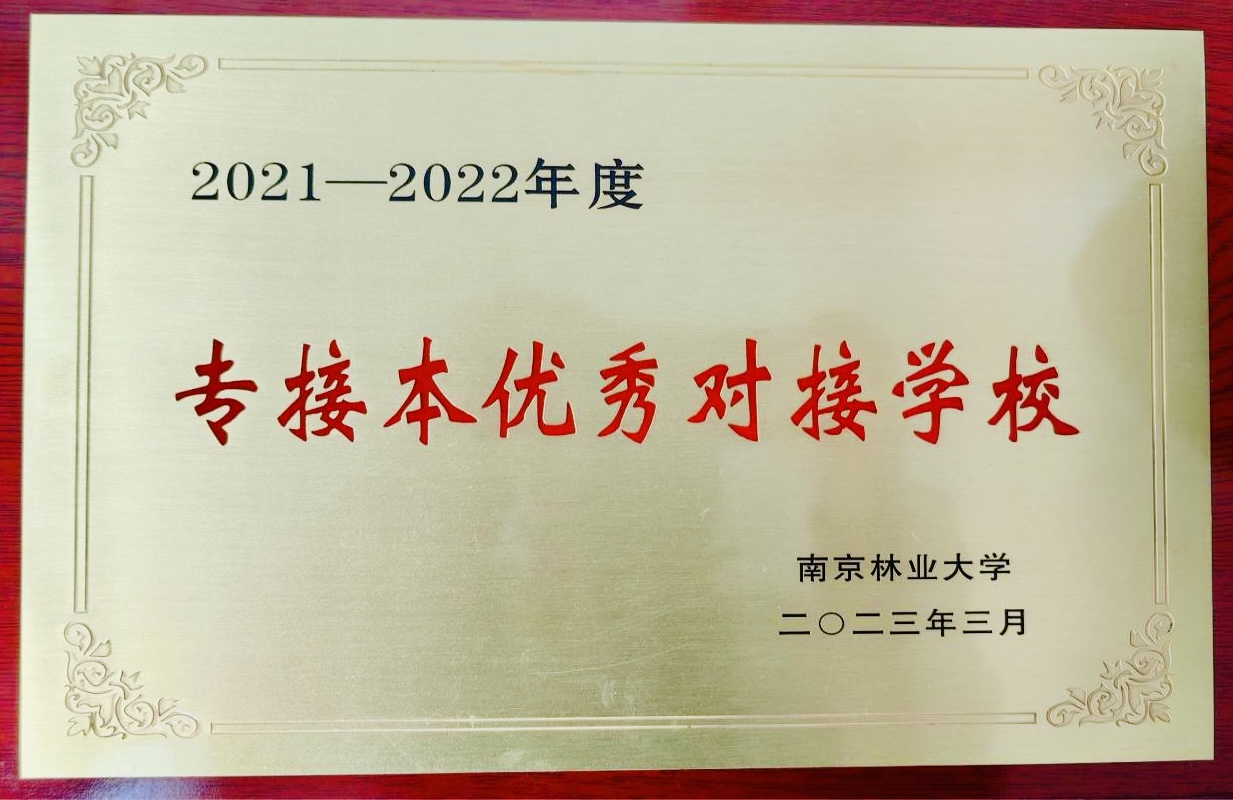 2021—2022年度
专接本优秀对接学校
南京林业大学
二〇二三年三月